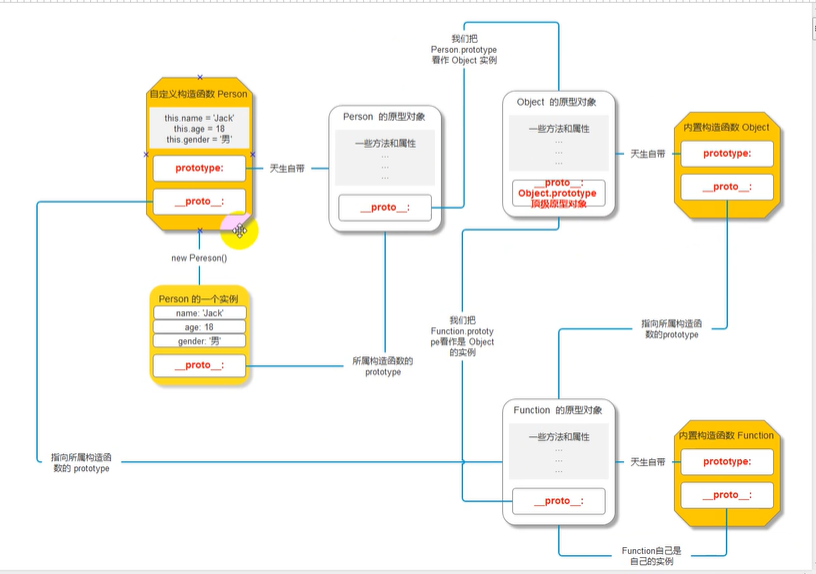 我们把
Person.prototype
看作 Object 实例
自定义构造函数 Person
this.name = 'Jack'
this.age = 18
this.gender = '男'
prototype:
__proto__:
天生自带
Person 的原型对象
一些方法和属性
...
...
...
__proto__:
Object 的原型对象
一些方法和属性
...
...
...
__proto__:
Object.prototype
顶级原型对象
天生自带
内置构造函数 Object
prototype:
__proto__:
new Pereson()
Person 的一个实例
name: 'Jack'
age: 18
gender: '男'
__proto__:
所属构造函数的
prototype
我们把
Function.prototy
pe看作是 Object
的实例
指向所属构造函
数的prototype
指向所属构造函
数的 prototype
Function 的原型对象
一些方法和属性
...
...
...
__proto__:
天生自带
内置构造函数 Function
prototype:
__proto__:
Function自己是
自己的实例